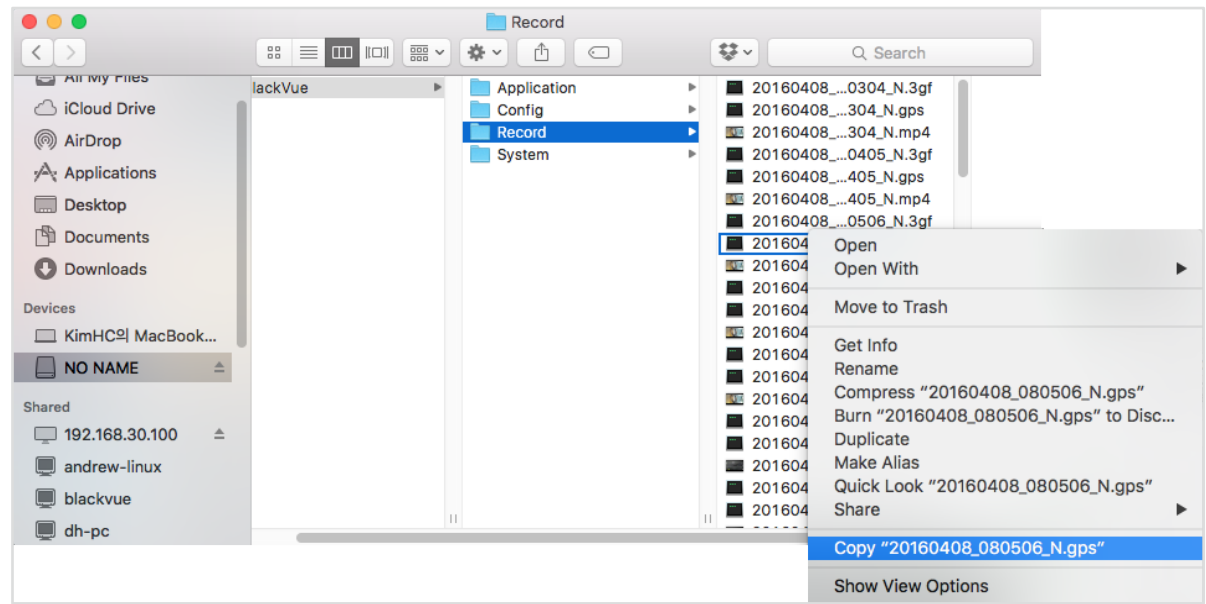 Record
Search
All My Files
iCloud Drive
AirDrop
Applications
Desktop
Documents
Downloads
Devices
KimHC의 MacBook...
NO NAME
Shared
192.168.30.100
andrew-linux
blackvue
dh-pc
lackVue
Application
Config
Record
System
20160408_...0304_N.3gf
20160408_...304_N.gps
20160408_...304_N.mp4
20160408_...0405_N.3gf
20160408_...405_N.gps
20160408_...405_N.mp4
20160408_...0506_N.3gf
201604
201604
201604
201604
201604
201604
201604
201604
201604
201604
201604
201604
201604
Open
Open With
Move to Trash
Get Info
Rename
Compress “20160408_080506_N.gps”
Burn “20160408_080506_N.gps” to Disc...
Duplicate
Make Alias
Quick Look “20160408_080506_N.gps”
Share
Copy “20160408_080506_N.gps”
Show View Options